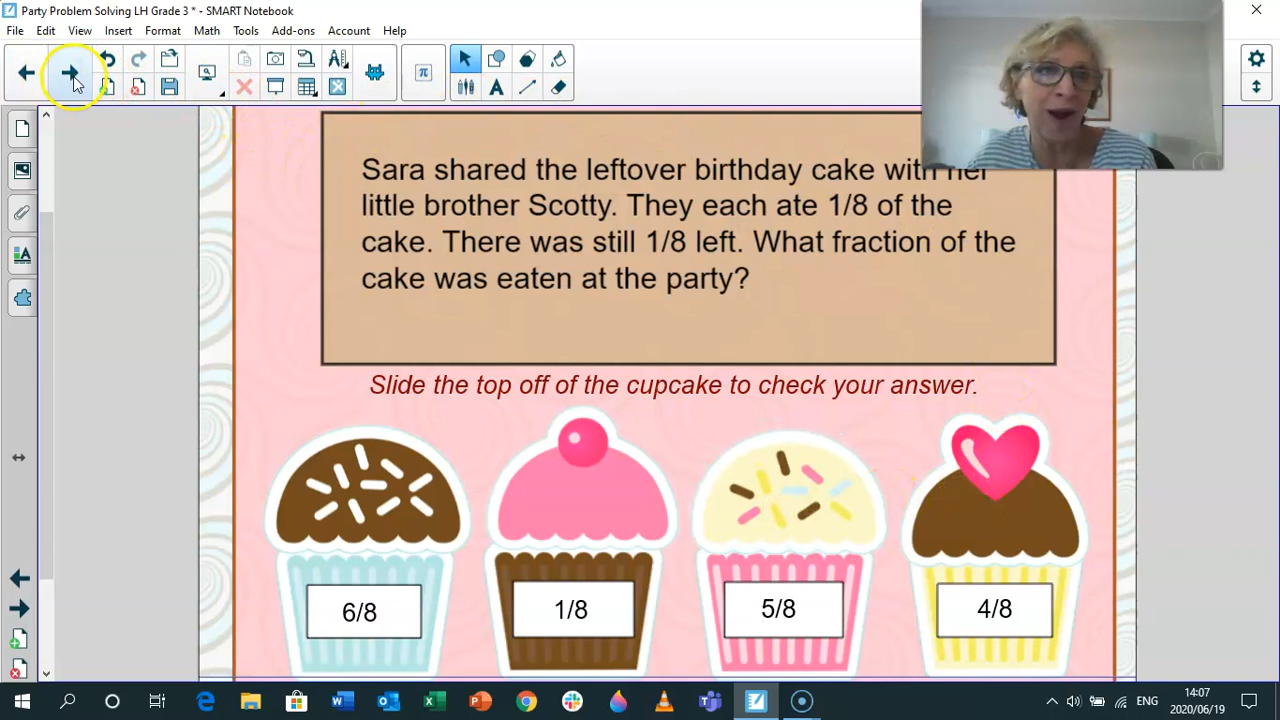 Party Problem Solving LH Grade 3 * - SMART Notebook
File Edit View Insert Format Math Tools Add-ons Account Help
Sara shared the leftover birthday cake with her
little brother Scotty. They each ate 1/8 of the
cake. There was still 1/8 left. What fraction of the
cake was eaten at the party?
Slide the top off of the cupcake to check your answer.
6/8 1/8 5/8 4/8
ENG
14:07
2020/06/19